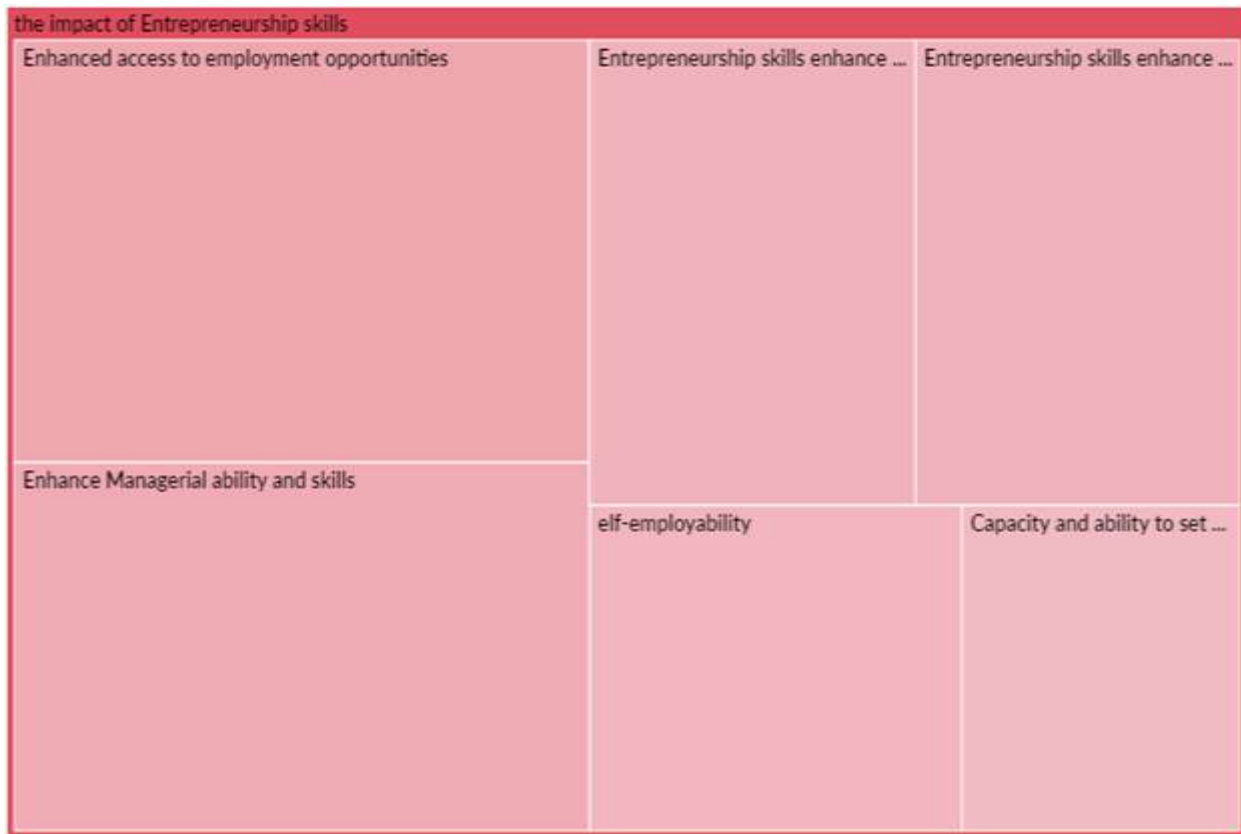 the impact of Entrepreneurship skills
Enhanced access to employment opportunities
Entrepreneurship skills enhance ...
Entrepreneurship skills enhance ...
Enhance Managerial ability and skills
elf-employability
Capacity and ability to set ...